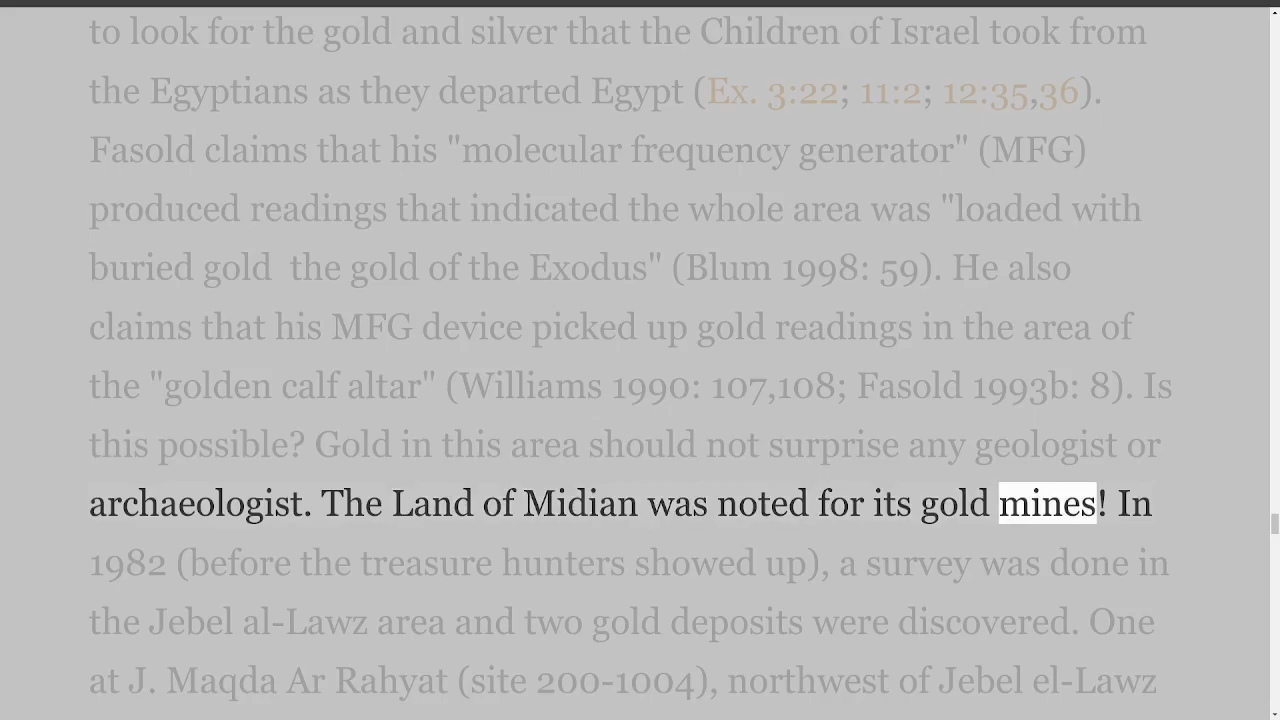 to look for the gold and silver that the Children of Israel took from
the Egyptians as they departed Egypt (Ex. 3:22; 11:2; 12:35,36).
Fasold claims that his "molecular frequency generator" (MFG)
produced readings that indicated the whole area was "loaded with
buried gold  the gold of the Exodus" (Blum 1998: 59). He also
claims that his MFG device picked up gold readings in the area of
the "golden calf altar" (Williams 1990: 107,108; Fasold 1993b: 8). Is
this possible? Gold in this area should not surprise any geologist or
archaeologist. The Land of Midian was noted for its gold mines! In
1982 (before the treasure hunters showed up), a survey was done in
the Jebel al-Lawz area and two gold deposits were discovered. One
at J. Maqda Ar Rahyat (site 200-1004), northwest of Jebel el-Lawz